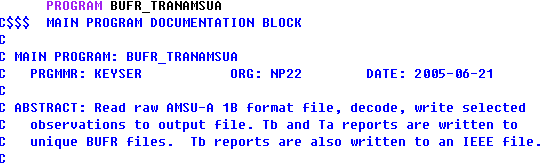 PROGRAM BUFR_TRANAMSUA
C$$$  MAIN PROGRAM DOCUMENTATION BLOCK
C
C MAIN PROGRAM: BUFR_TRANAMSUA
C   PRGMMR: KEYSER           ORG: NP22        DATE: 2005-06-21
C
C ABSTRACT: Read raw AMSU-A 1B format file, decode, write selected
C   observations to output file. Tb and Ta reports are written to
C   unique BUFR files.  Tb reports are also written to an IEEE file.
C